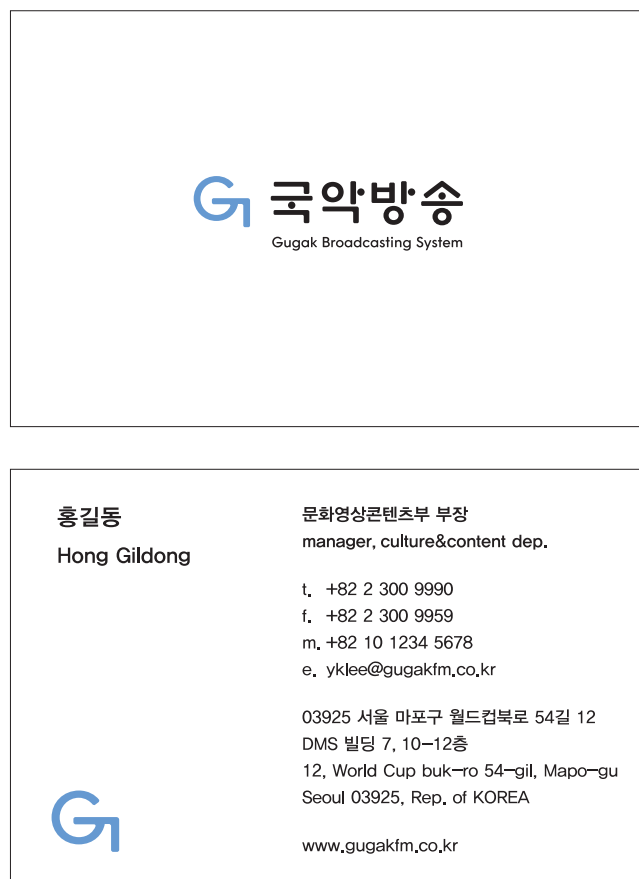 국악방송
Gugak Broadcasting System
홍길동
Hong Gildong
문화영상콘텐츠부 부장
manager, culture&content dep.
t. +82 2 300 9990
f. +82 2 300 9959
m. +82 10 1234 5678
e. yklee@gugakfm.co.kr
03925 서울 마포구 월드컵북로 54길 12
DMS 빌딩 7, 10-12층
12, World Cup buk-ro 54-gil, Mapo-gu
Seoul 03925, Rep. of KOREA
www.gugakfm.co.kr